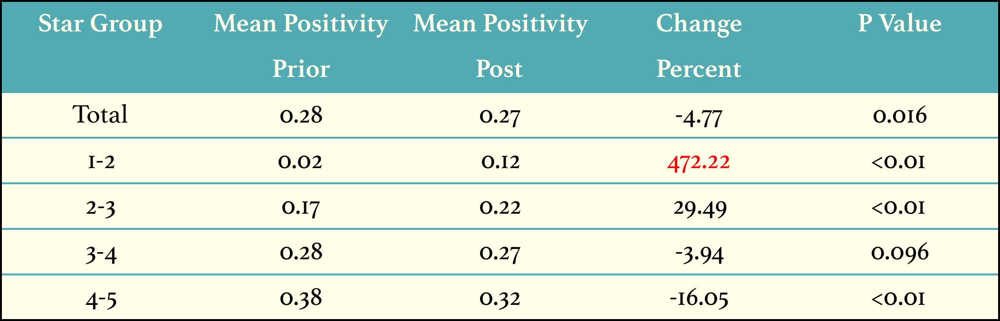 Star Group Mean Positivity Mean Positivity Change P Value
Prior Post Percent
Total 0.28 0.27 -4.77 0.016
1-2 0.02 0.12 472.22 <0.01
2-3 0.17 0.22 29.49 <0.01
3-4 0.28 0.27 -3.94 0.096
4-5 0.38 0.32 -16.05 <0.01